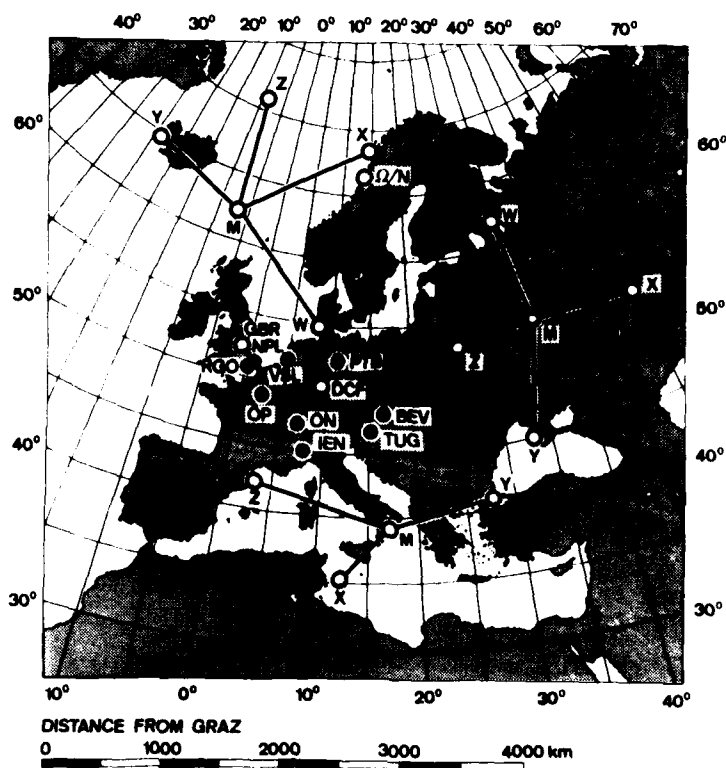 40° 30° 20° 10° 0° 10° 20° 30° 40° 50° 60° 70°
Z
Y
60°
X
60°
Ω/N
M
W
50°
X
50°
W
GBR
M
NPL
RGO
PTB
Z
VSL
DCF
OP
ON
BEV
TUG
IEN
40°
Y
40°
Z
Y
M
X
30°
30°
10° 0° 10° 20° 30° 40°
DISTANCE FROM GRAZ
0 1000 2000 3000 4000 km